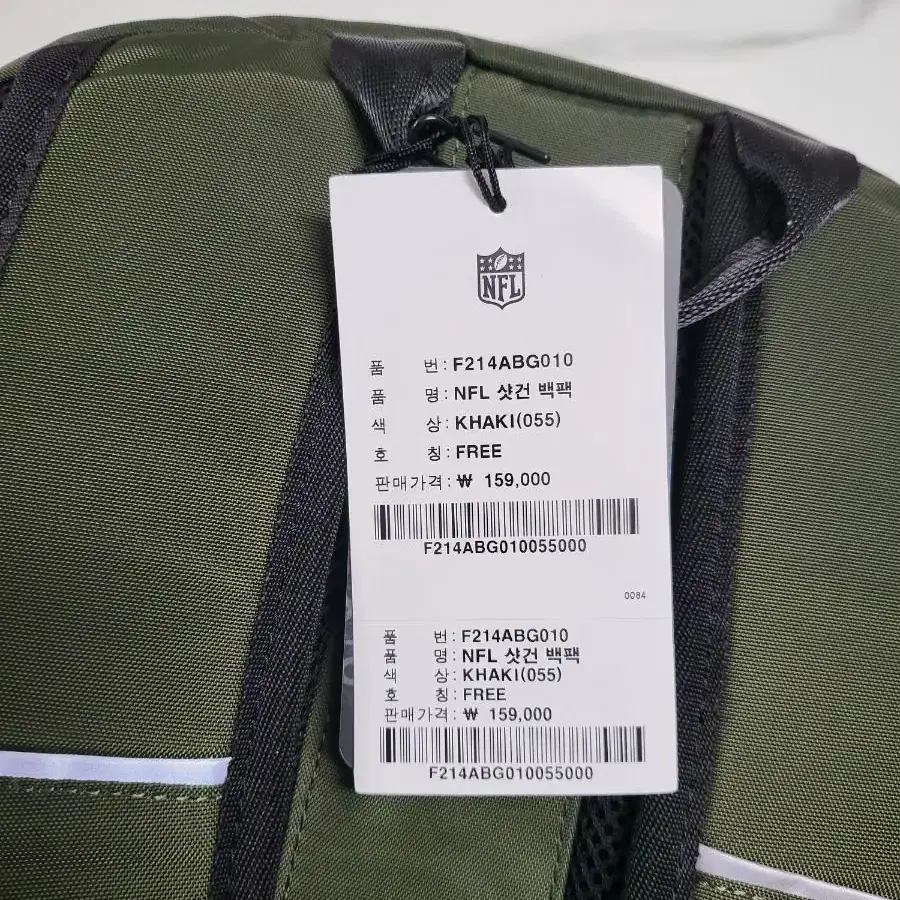 NFL
품 번: F214ABG010
품 명: NFL 샷건 백팩
색 상: KHAKI(055)
호 칭: FREE
판매가격: ₩ 159,000
F214ABG010055000
0084
품 번: F214ABG010
품 명: NFL 샷건 백팩
색 상: KHAKI(055)
호 칭: FREE
판매가격: ₩ 159,000
F214ABG010055000